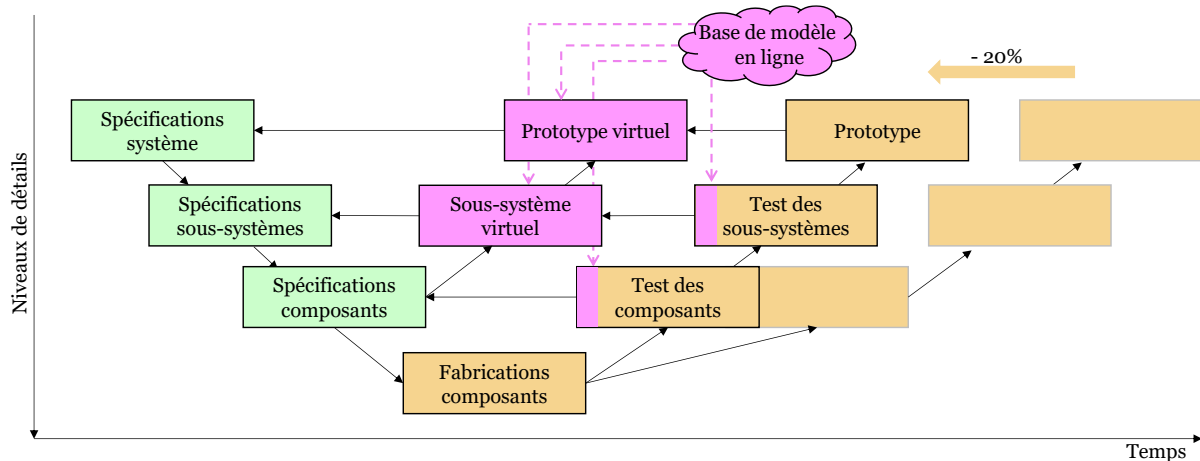 Base de modèle
en ligne
- 20%
Spécifications
système
Prototype virtuel
Prototype
Spécifications
sous-systèmes
Sous-système
virtuel
Test des
sous-systèmes
Spécifications
composants
Test des
composants
Fabrications
composants
Niveaux de détails
Temps